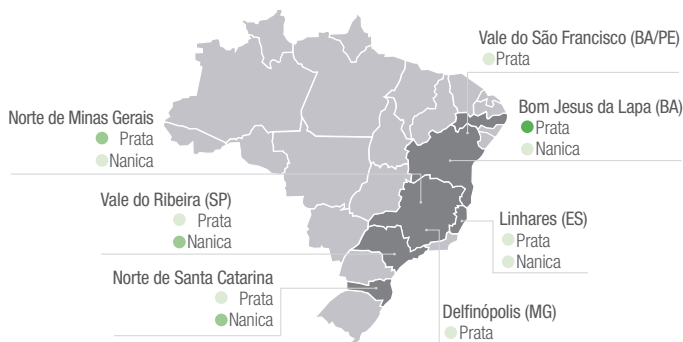 Vale do São Francisco (BA/PE)
Prata
Bom Jesus da Lapa (BA)
Prata
Nanica
Norte de Minas Gerais
Prata
Nanica
Vale do Ribeira (SP)
Prata
Nanica
Linhares (ES)
Prata
Nanica
Norte de Santa Catarina
Prata
Nanica
Delfinópolis (MG)
Prata